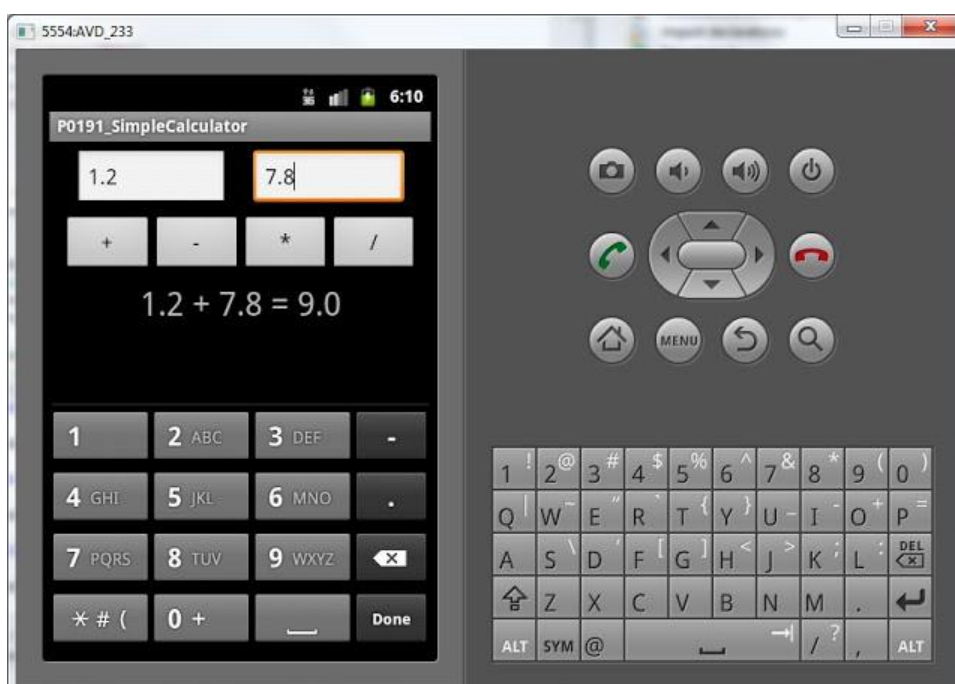 5554:AVD_233
6:10
P0191_SimpleCalculator
1.2 7.8
+ - * /
1.2 + 7.8 = 9.0
1 2 ABC 3 DEF -
4 GHI 5 JKL 6 MNO .
7 PQRS 8 TUV 9 WXYZ
* # ( 0 + Done
MENU
1 ! 2 @ 3 # 4 $ 5 % 6 ^ 7 & 8 * 9 ( 0 )
Q | W ~ E " R ` T { Y } U _ I - O + P =
A S \ D ' F [ G ] H < J > K ; L : DEL
Z X C V B N M .
ALT SYM @ / ? , ALT